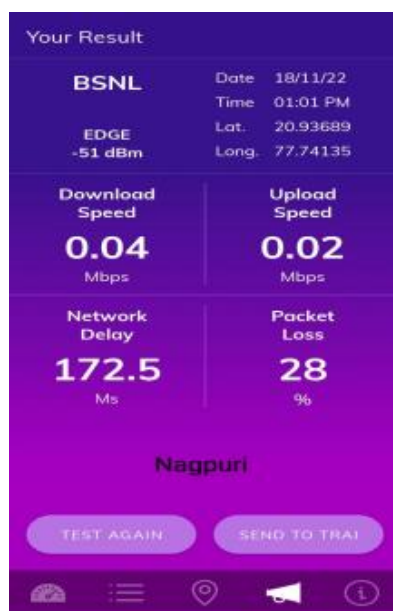 Your Result
BSNL
EDGE
-51 dBm
Date 18/11/22
Time 01:01 PM
Lat. 20.93689
Long. 77.74135
Download
Speed
0.04
Mbps
Upload
Speed
0.02
Mbps
Network
Delay
172.5
Ms
Packet
Loss
28
%
Nagpuri
TEST AGAIN
SEND TO TRAI